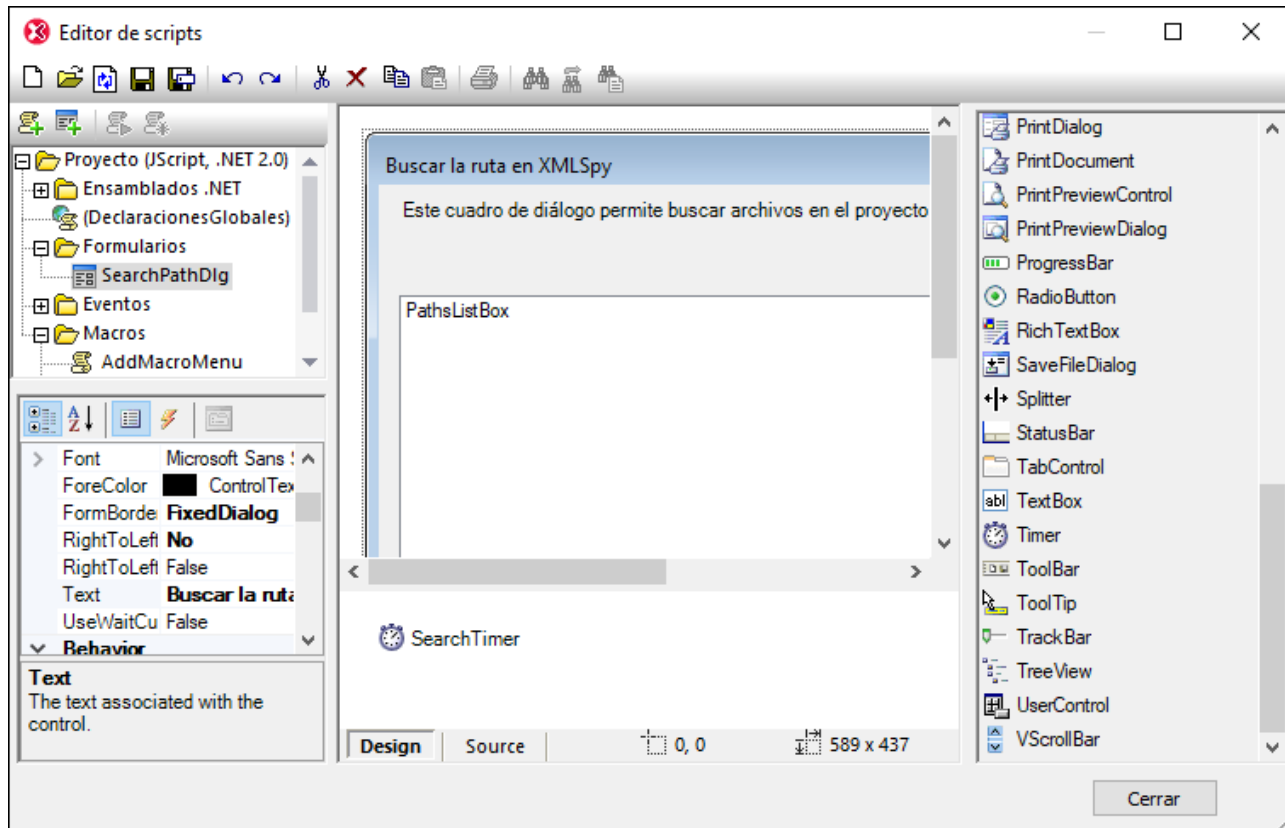 Editor de scripts
Proyecto (JScript, .NET 2.0)
Ensamblados .NET
(DeclaracionesGlobales)
Formularios
SearchPathDlg
Eventos
Macros
AddMacroMenu
Font Microsoft Sans S
ForeColor ControlTex
FormBorde FixedDialog
RightToLeft No
RightToLeft False
Text Buscar la ruta
UseWaitCu False
Behavior
Text
The text associated with the
control.
Buscar la ruta en XMLSpy
Este cuadro de diálogo permite buscar archivos en el proyecto
PathsListBox
SearchTimer
Design Source 0, 0 589 x 437
PrintDialog
PrintDocument
PrintPreviewControl
PrintPreviewDialog
ProgressBar
RadioButton
RichTextBox
SaveFileDialog
Splitter
StatusBar
TabControl
abl TextBox
Timer
ToolBar
ToolTip
TrackBar
TreeView
UserControl
VScrollBar
Cerrar